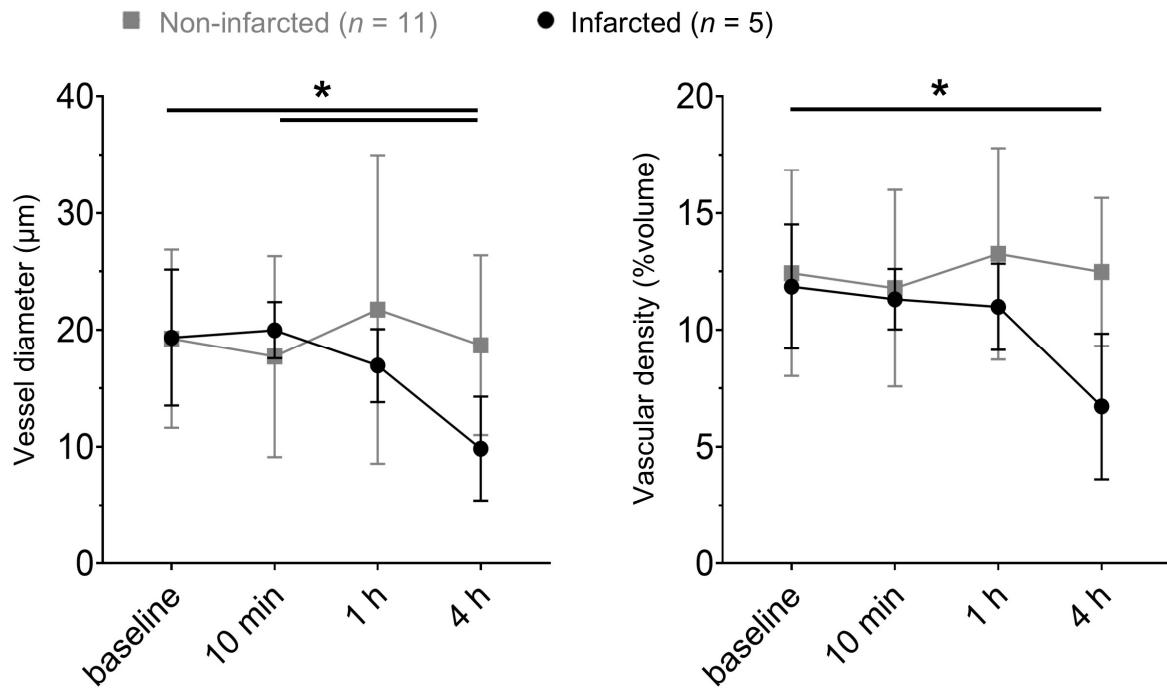 Non-infarcted (n = 11)
Infarcted (n = 5)
Vessel diameter (µm)
40
30
20
10
0
*
baseline
10 min
1 h
4 h
Vascular density (%volume)
20
15
10
5
0
*
baseline
10 min
1 h
4 h